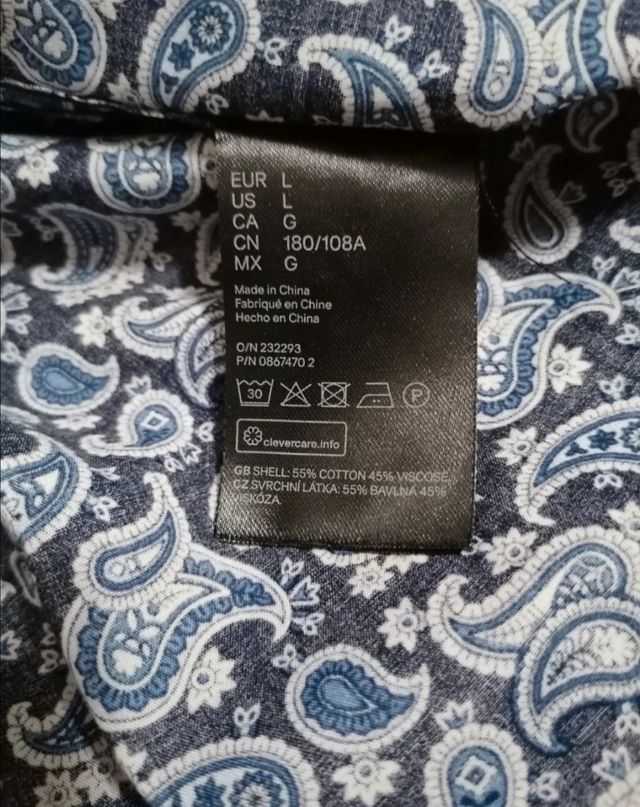 EUR L
US L
CA G
CN 180/108A
MX G
Made in China
Fabriqué en Chine
Hecho en China
O/N 232293
P/N 0867470 2
30 P
clevercare.info
GB SHELL: 55% COTTON 45% VISCOSE
CZ SVRCHNÍ LÁTKA: 55% BAVLNA 45%
VISKÓZA